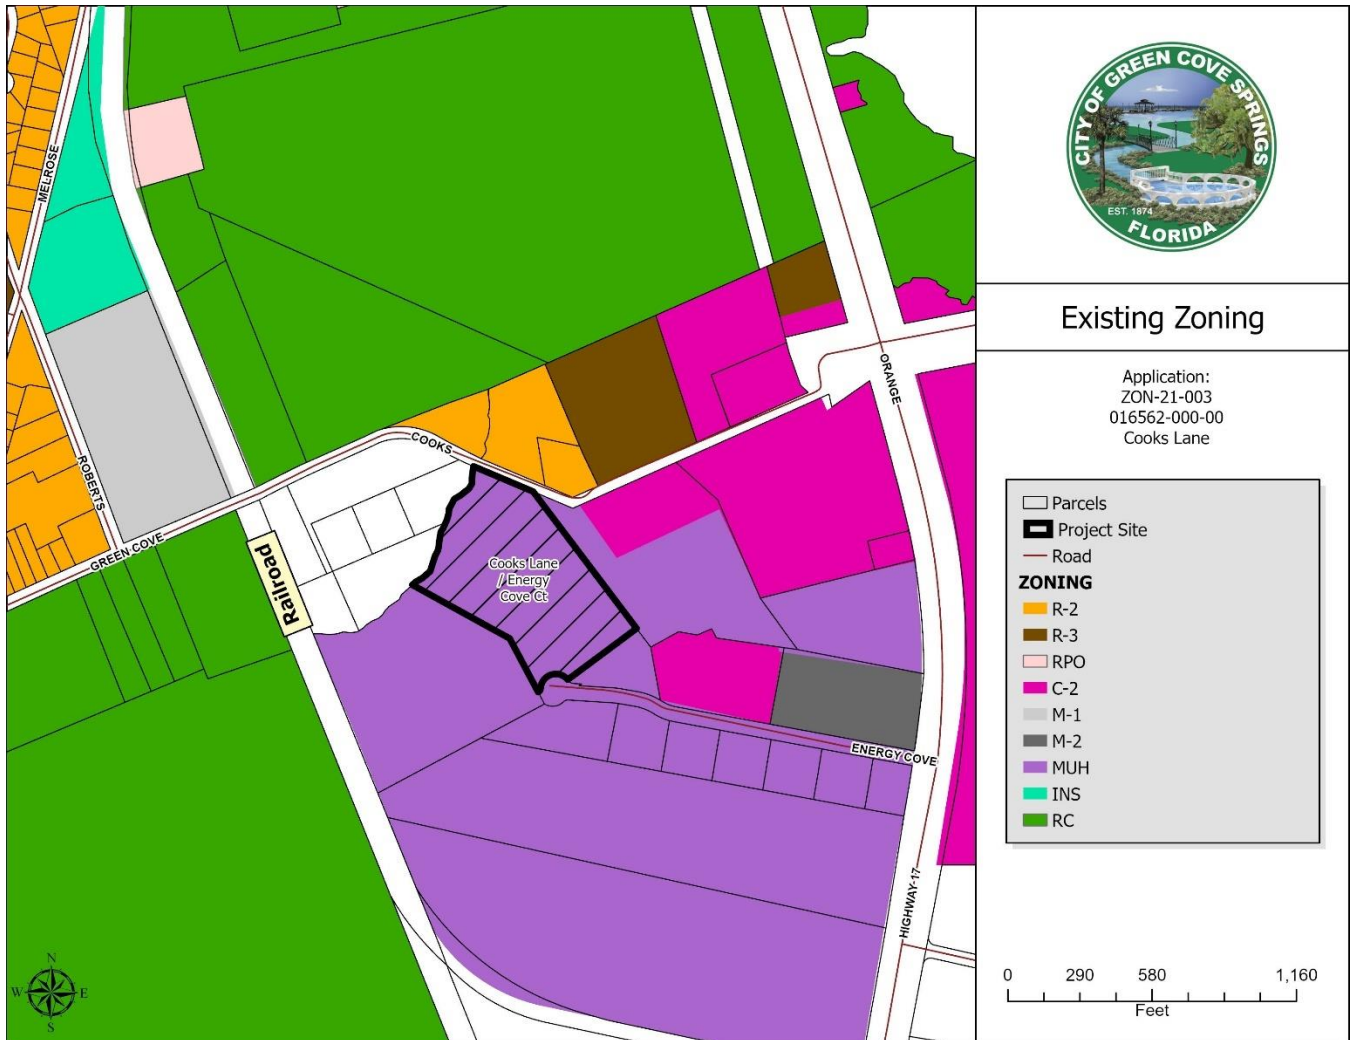 MELROSE
ROBERTS
GREEN COVE
COOKS
ORANGE
Railroad
Cooks Lane
/ Energy
Cove Ct
ENERGY COVE
HIGHWAY 17
N
W E
S
CITY OF GREEN COVE SPRINGS
EST. 1874
FLORIDA
Existing Zoning
Application:
ZON-21-003
016562-000-00
Cooks Lane
Parcels
Project Site
Road
ZONING
R-2
R-3
RPO
C-2
M-1
M-2
MUH
INS
RC
0 290 580 1,160
Feet